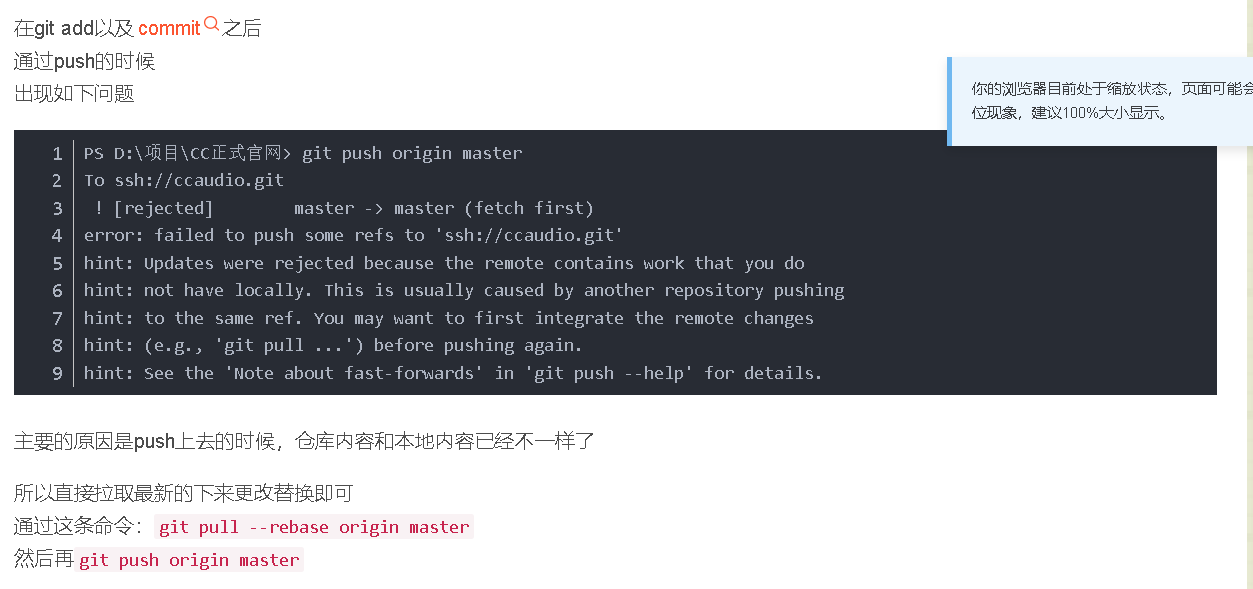 在git add以及 commit之后
通过push的时候
出现如下问题
你的浏览器目前处于缩放状态，页面可能会
位现象，建议100%大小显示。
1 PS D:\项目\CC正式官网> git push origin master
2 To ssh://ccaudio.git
3  ! [rejected]        master -> master (fetch first)
4 error: failed to push some refs to 'ssh://ccaudio.git'
5 hint: Updates were rejected because the remote contains work that you do
6 hint: not have locally. This is usually caused by another repository pushing
7 hint: to the same ref. You may want to first integrate the remote changes
8 hint: (e.g., 'git pull ...') before pushing again.
9 hint: See the 'Note about fast-forwards' in 'git push --help' for details.
主要的原因是push上去的时候，仓库内容和本地内容已经不一样了
所以直接拉取最新的下来更改替换即可
通过这条命令： git pull --rebase origin master
然后再 git push origin master